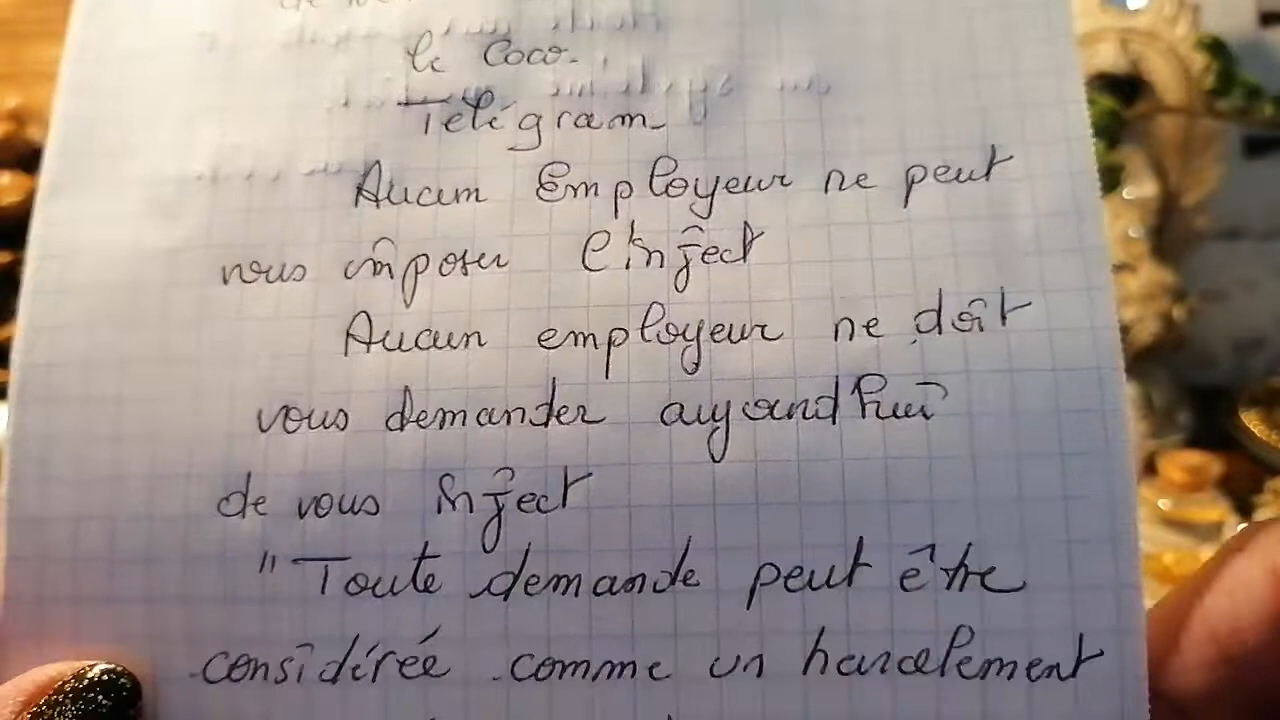 le Coco.
Télégram
Aucun Employeur ne peut
vous imposer l'inject
Aucun employeur ne doit
vous demander aujourd'hui
de vous inject
"Toute demande peut être
considérée comme un harcelement